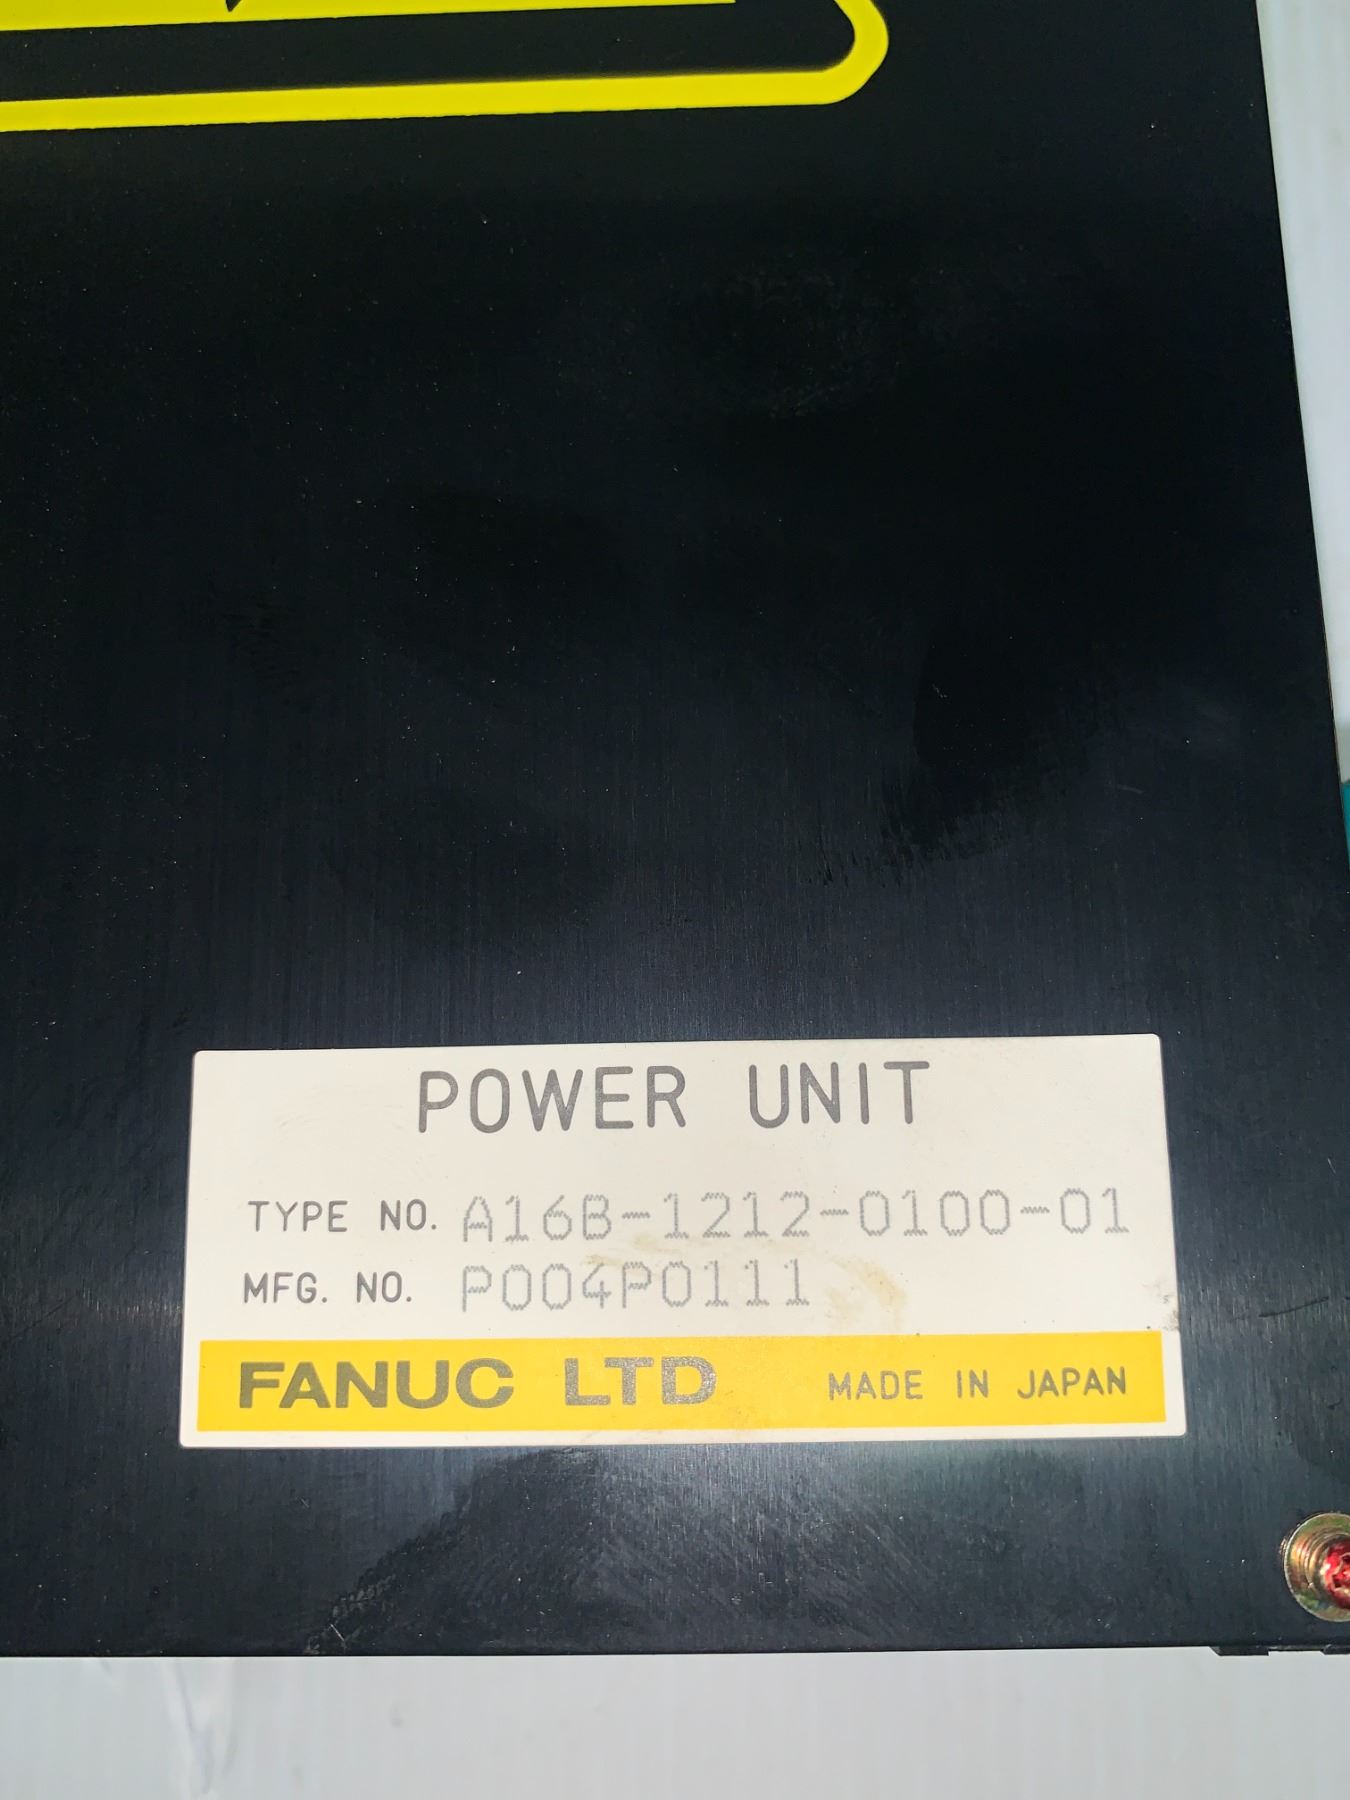 POWER UNIT
TYPE NO. A16B-1212-0100-01
MFG. NO. P004P0111
FANUC LTD MADE IN JAPAN